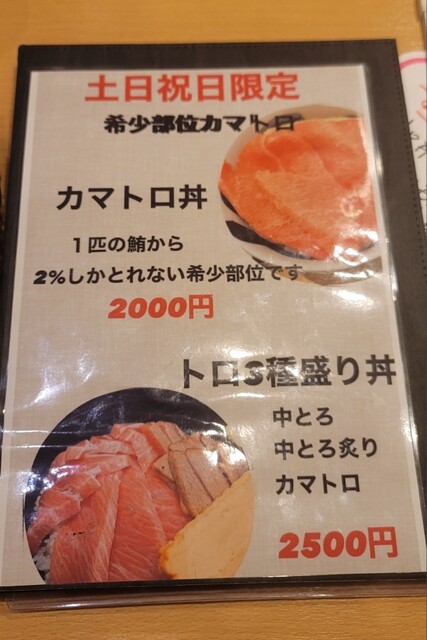 土日祝日限定
希少部位カマトロ
カマトロ丼
１匹の鮪から
2%しかとれない希少部位です
2000円
トロ3種盛り丼
中とろ
中とろ炙り
カマトロ
2500円